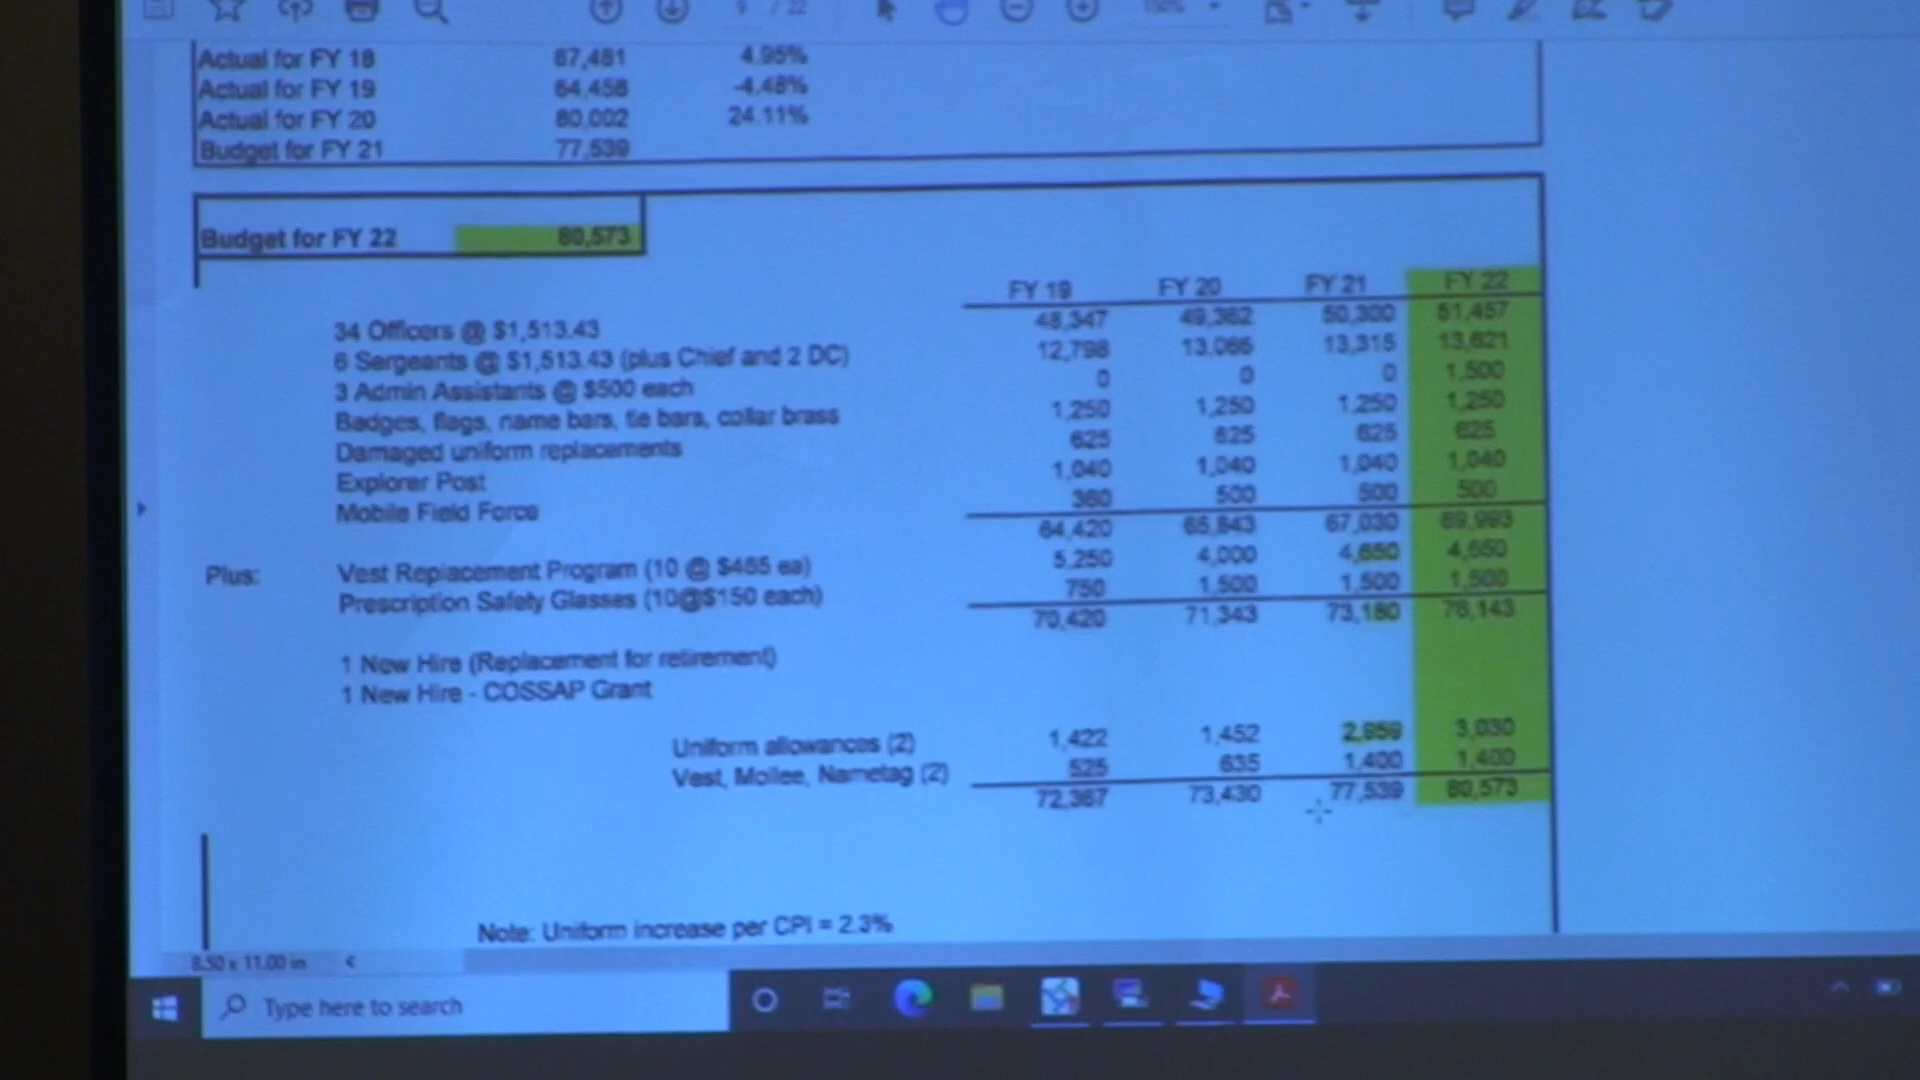 9 / 22 150%
Actual for FY 18 67,481 4.95%
Actual for FY 19 64,458 -4.48%
Actual for FY 20 80,002 24.11%
Budget for FY 21 77,539
Budget for FY 22 80,573
FY 19 FY 20 FY 21 FY 22
34 Officers @ $1,513.43 48,347 49,362 50,300 51,457
6 Sergeants @ $1,513.43 (plus Chief and 2 DC) 12,798 13,066 13,315 13,621
3 Admin Assistants @ $500 each 0 0 0 1,500
Badges, flags, name bars, tie bars, collar brass 1,250 1,250 1,250 1,250
Damaged uniform replacements 625 625 625 625
Explorer Post 1,040 1,040 1,040 1,040
Mobile Field Force 360 500 500 500
64,420 65,843 67,030 69,993
Plus: Vest Replacement Program (10 @ $465 ea) 5,250 4,000 4,650 4,650
Prescription Safety Glasses (10@$150 each) 750 1,500 1,500 1,500
70,420 71,343 73,180 76,143
1 New Hire (Replacement for retirement)
1 New Hire - COSSAP Grant
Uniform allowances (2) 1,422 1,452 2,959 3,030
Vest, Mollee, Nametag (2) 525 635 1,400 1,400
72,367 73,430 77,539 80,573
Note: Uniform increase per CPI = 2.3%
8.50 x 11.00 in
Type here to search